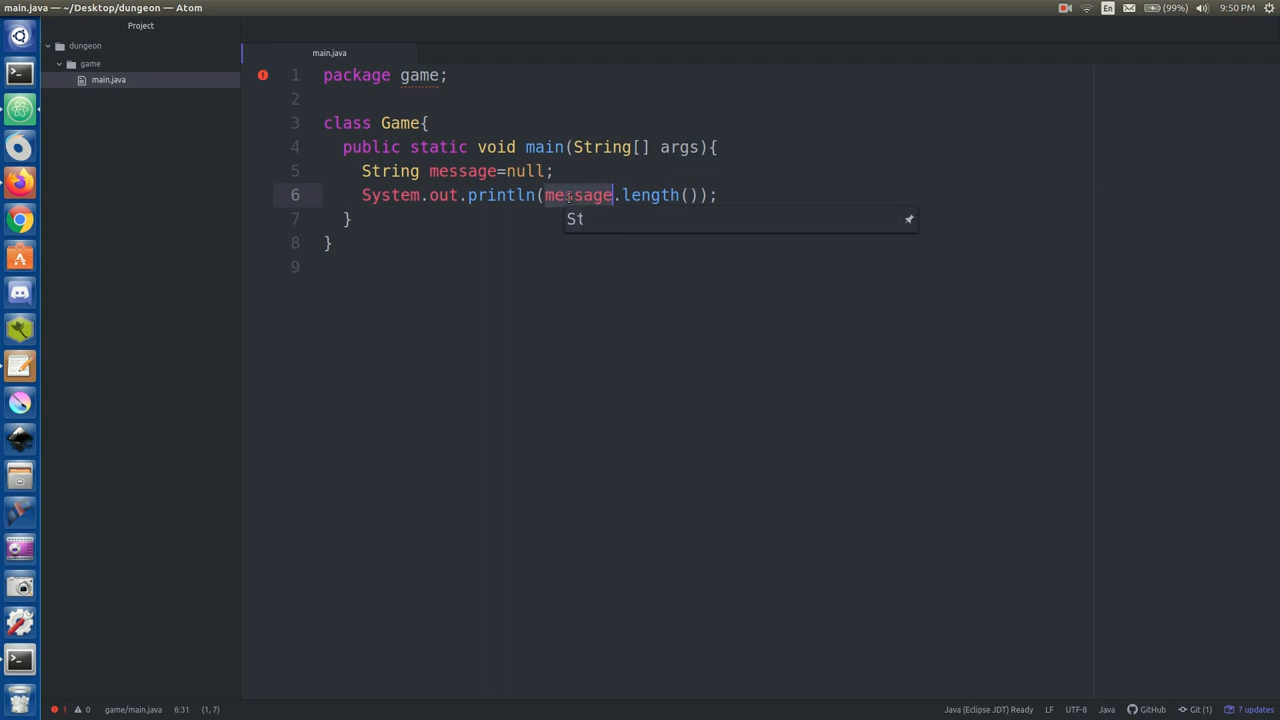 main.java — ~/Desktop/dungeon — Atom
En
(99%)
9:50 PM
Project
dungeon
game
main.java
main.java
1 package game;
2
3 class Game{
4 public static void main(String[] args){
5 String message=null;
6 System.out.println(message.length());
St
7 }
8 }
9
1
0
game/main.java
6:31
(1, 7)
Java (Eclipse JDT) Ready
LF
UTF-8
Java
GitHub
Git (1)
7 updates